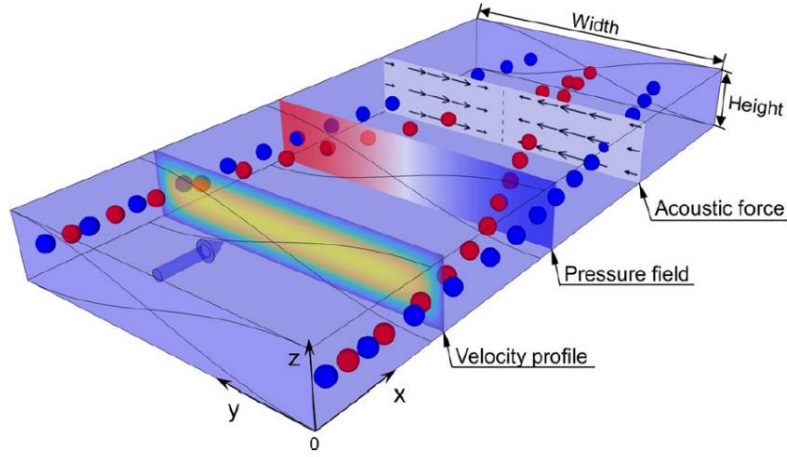 Width
Height
Acoustic force
Pressure field
Velocity profile
z
x
y
0